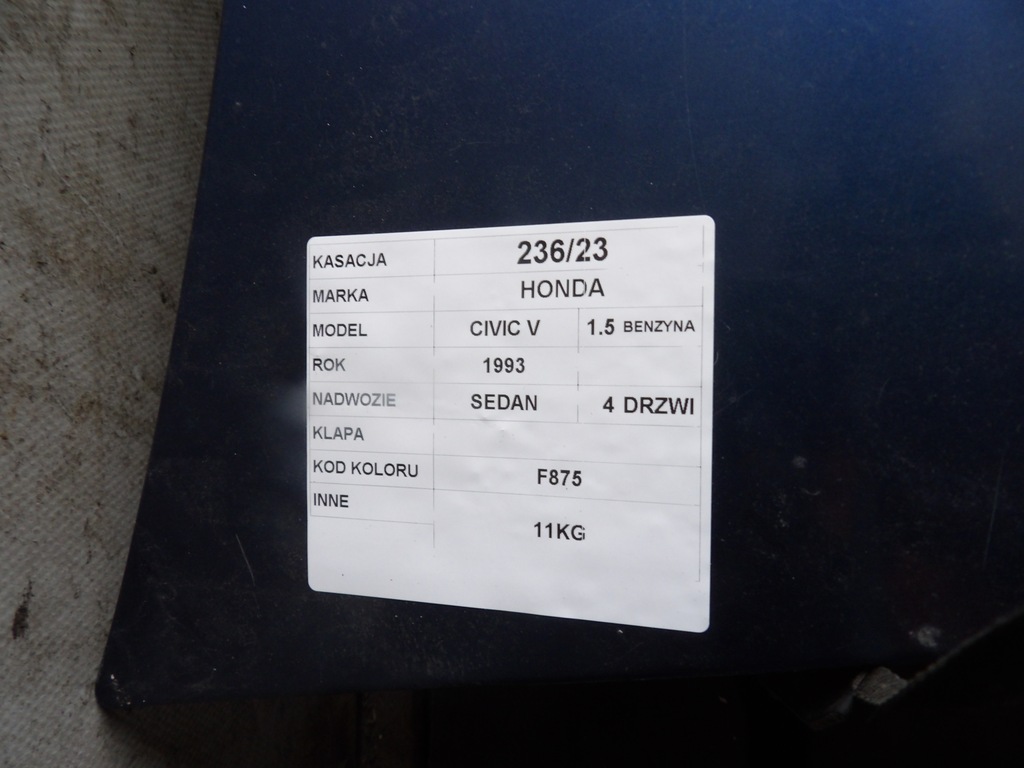 KASACJA 236/23
MARKA HONDA
MODEL CIVIC V 1.5 BENZYNA
ROK 1993
NADWOZIE SEDAN 4 DRZWI
KLAPA
KOD KOLORU F875
INNE 11KG